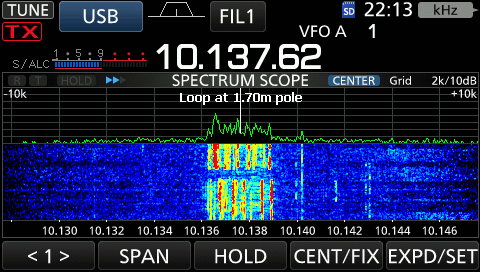 TUNE USB FIL1 SD 22:13 kHz
TX VFO A 1
S/ALC 1 5 9 10.137.62
R T HOLD SPECTRUM SCOPE CENTER Grid 2k/10dB
-10k Loop at 1.70m pole +10k
10.130 10.132 10.134 10.136 10.138 10.140 10.142 10.144 10.146
< 1 > SPAN HOLD CENT/FIX EXPD/SET